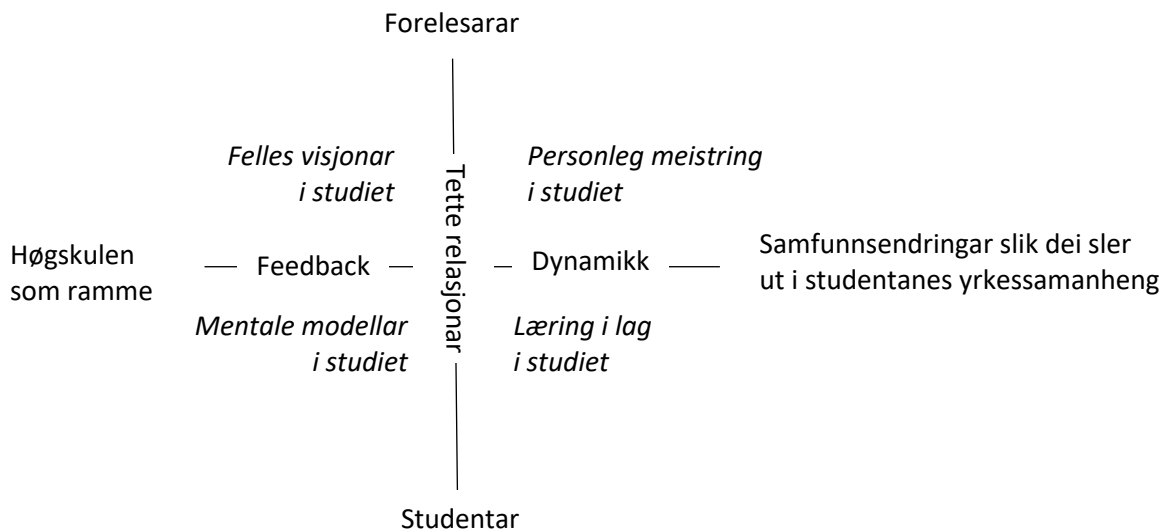 Forelesarar
Felles visjonar
i studiet
Personleg meistring
i studiet
Tette relasjonar
Høgskulen
som ramme
Feedback
Dynamikk
Samfunnsendringar slik dei sler
ut i studentanes yrkessamanheng
Mentale modellar
i studiet
Læring i lag
i studiet
Studentar